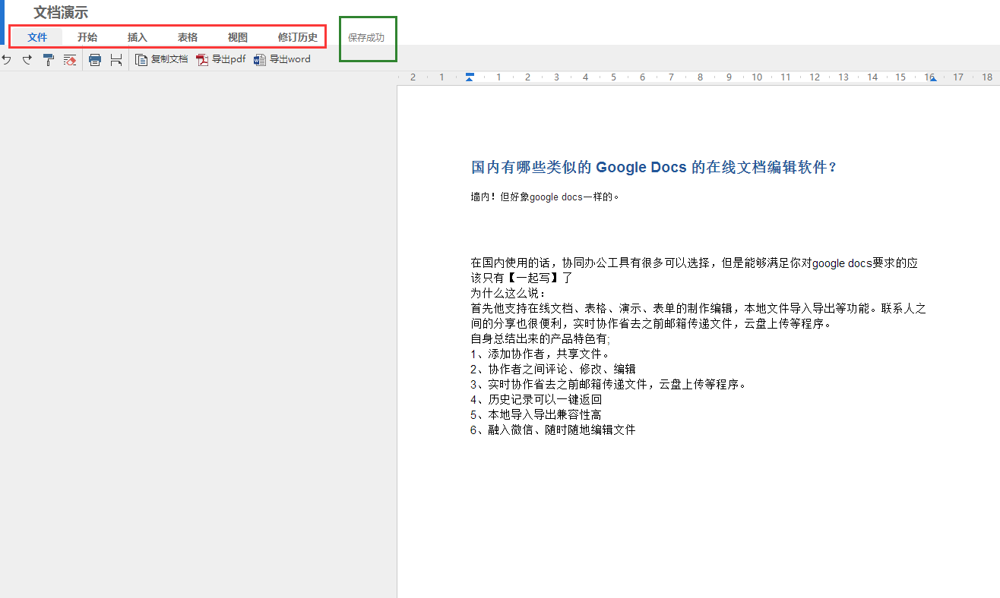 文档演示
文件 开始 插入 表格 视图 修订历史 保存成功
复制文档 导出pdf 导出word
2 1 1 2 3 4 5 6 7 8 9 10 11 12 13 14 15 16 17 18
国内有哪些类似的 Google Docs 的在线文档编辑软件？
墙内！但好象google docs一样的。
在国内使用的话，协同办公工具有很多可以选择，但是能够满足你对google docs要求的应
该只有【一起写】了
为什么这么说：
首先他支持在线文档、表格、演示、表单的制作编辑，本地文件导入导出等功能。联系人之
间的分享也很便利，实时协作省去之前邮箱传递文件，云盘上传等程序。
自身总结出来的产品特色有;
1、添加协作者，共享文件。
2、协作者之间评论、修改、编辑
3、实时协作省去之前邮箱传递文件，云盘上传等程序。
4、历史记录可以一键返回
5、本地导入导出兼容性高
6、融入微信、随时随地编辑文件